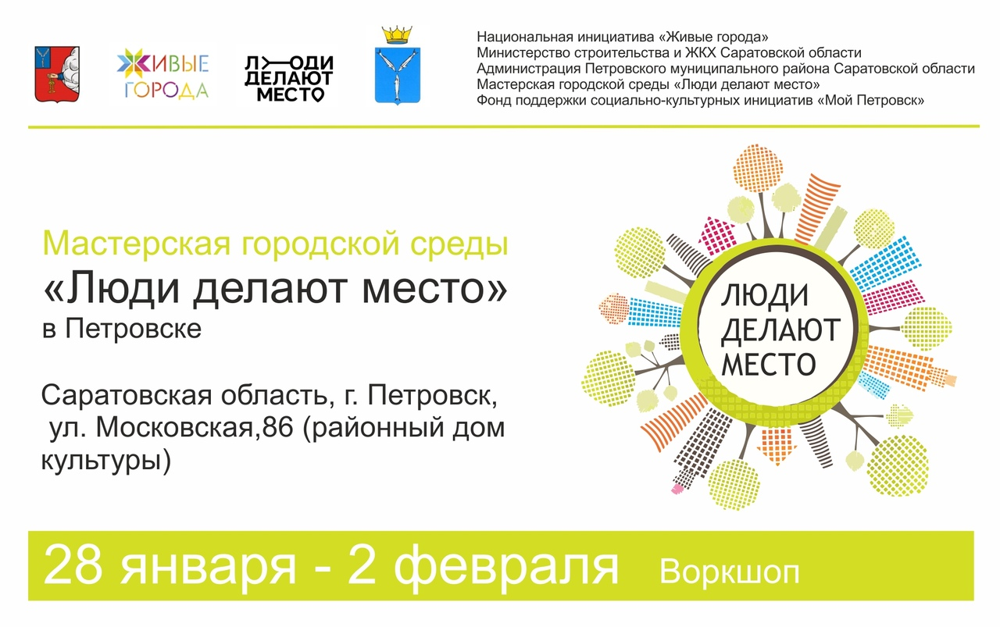 ЖИВЫЕ
ГОРОДА
ЛЮДИ
ДЕЛАЮТ
МЕСТО
Национальная инициатива «Живые города»
Министерство строительства и ЖКХ Саратовской области
Администрация Петровского муниципального района Саратовской области
Мастерская городской среды «Люди делают место»
Фонд поддержки социально-культурных инициатив «Мой Петровск»
Мастерская городской среды
«Люди делают место»
в Петровске
Саратовская область, г. Петровск,
ул. Московская,86 (районный дом
культуры)
ЛЮДИ
ДЕЛАЮТ
МЕСТО
28 января - 2 февраля Воркшоп